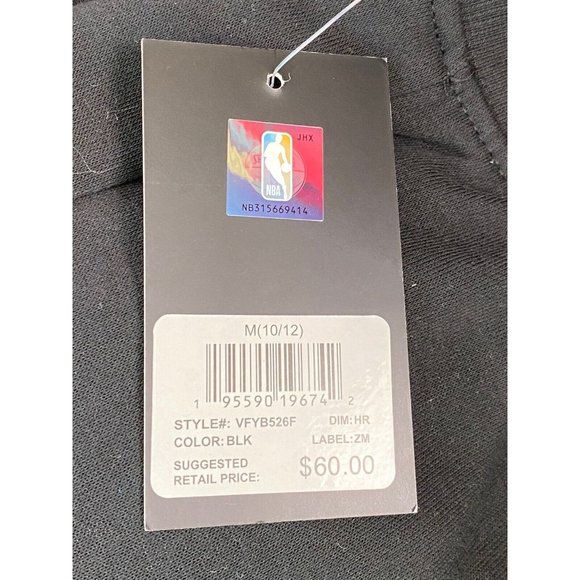 JHX
NBA
NB315669414
M(10/12)
1 95590 19674 2
STYLE#: VFYB526F DIM:HR
COLOR:BLK LABEL:ZM
SUGGESTED
RETAIL PRICE: $60.00